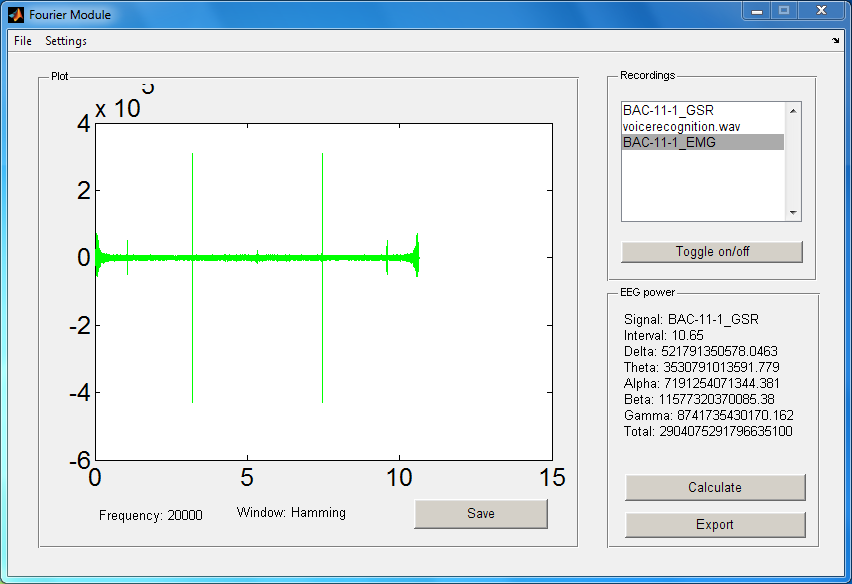 Fourier Module
File Settings
Plot
x 10 5
4
2
0
-2
-4
-6
0 5 10 15
Frequency: 20000
Window: Hamming
Save
Recordings
BAC-11-1_GSR
voicerecognition.wav
BAC-11-1_EMG
Toggle on/off
EEG power
Signal: BAC-11-1_GSR
Interval: 10.65
Delta: 521791350578.0463
Theta: 3530791013591.779
Alpha: 7191254071344.381
Beta: 11577320370085.38
Gamma: 8741735430170.162
Total: 2904075291796635100
Calculate
Export